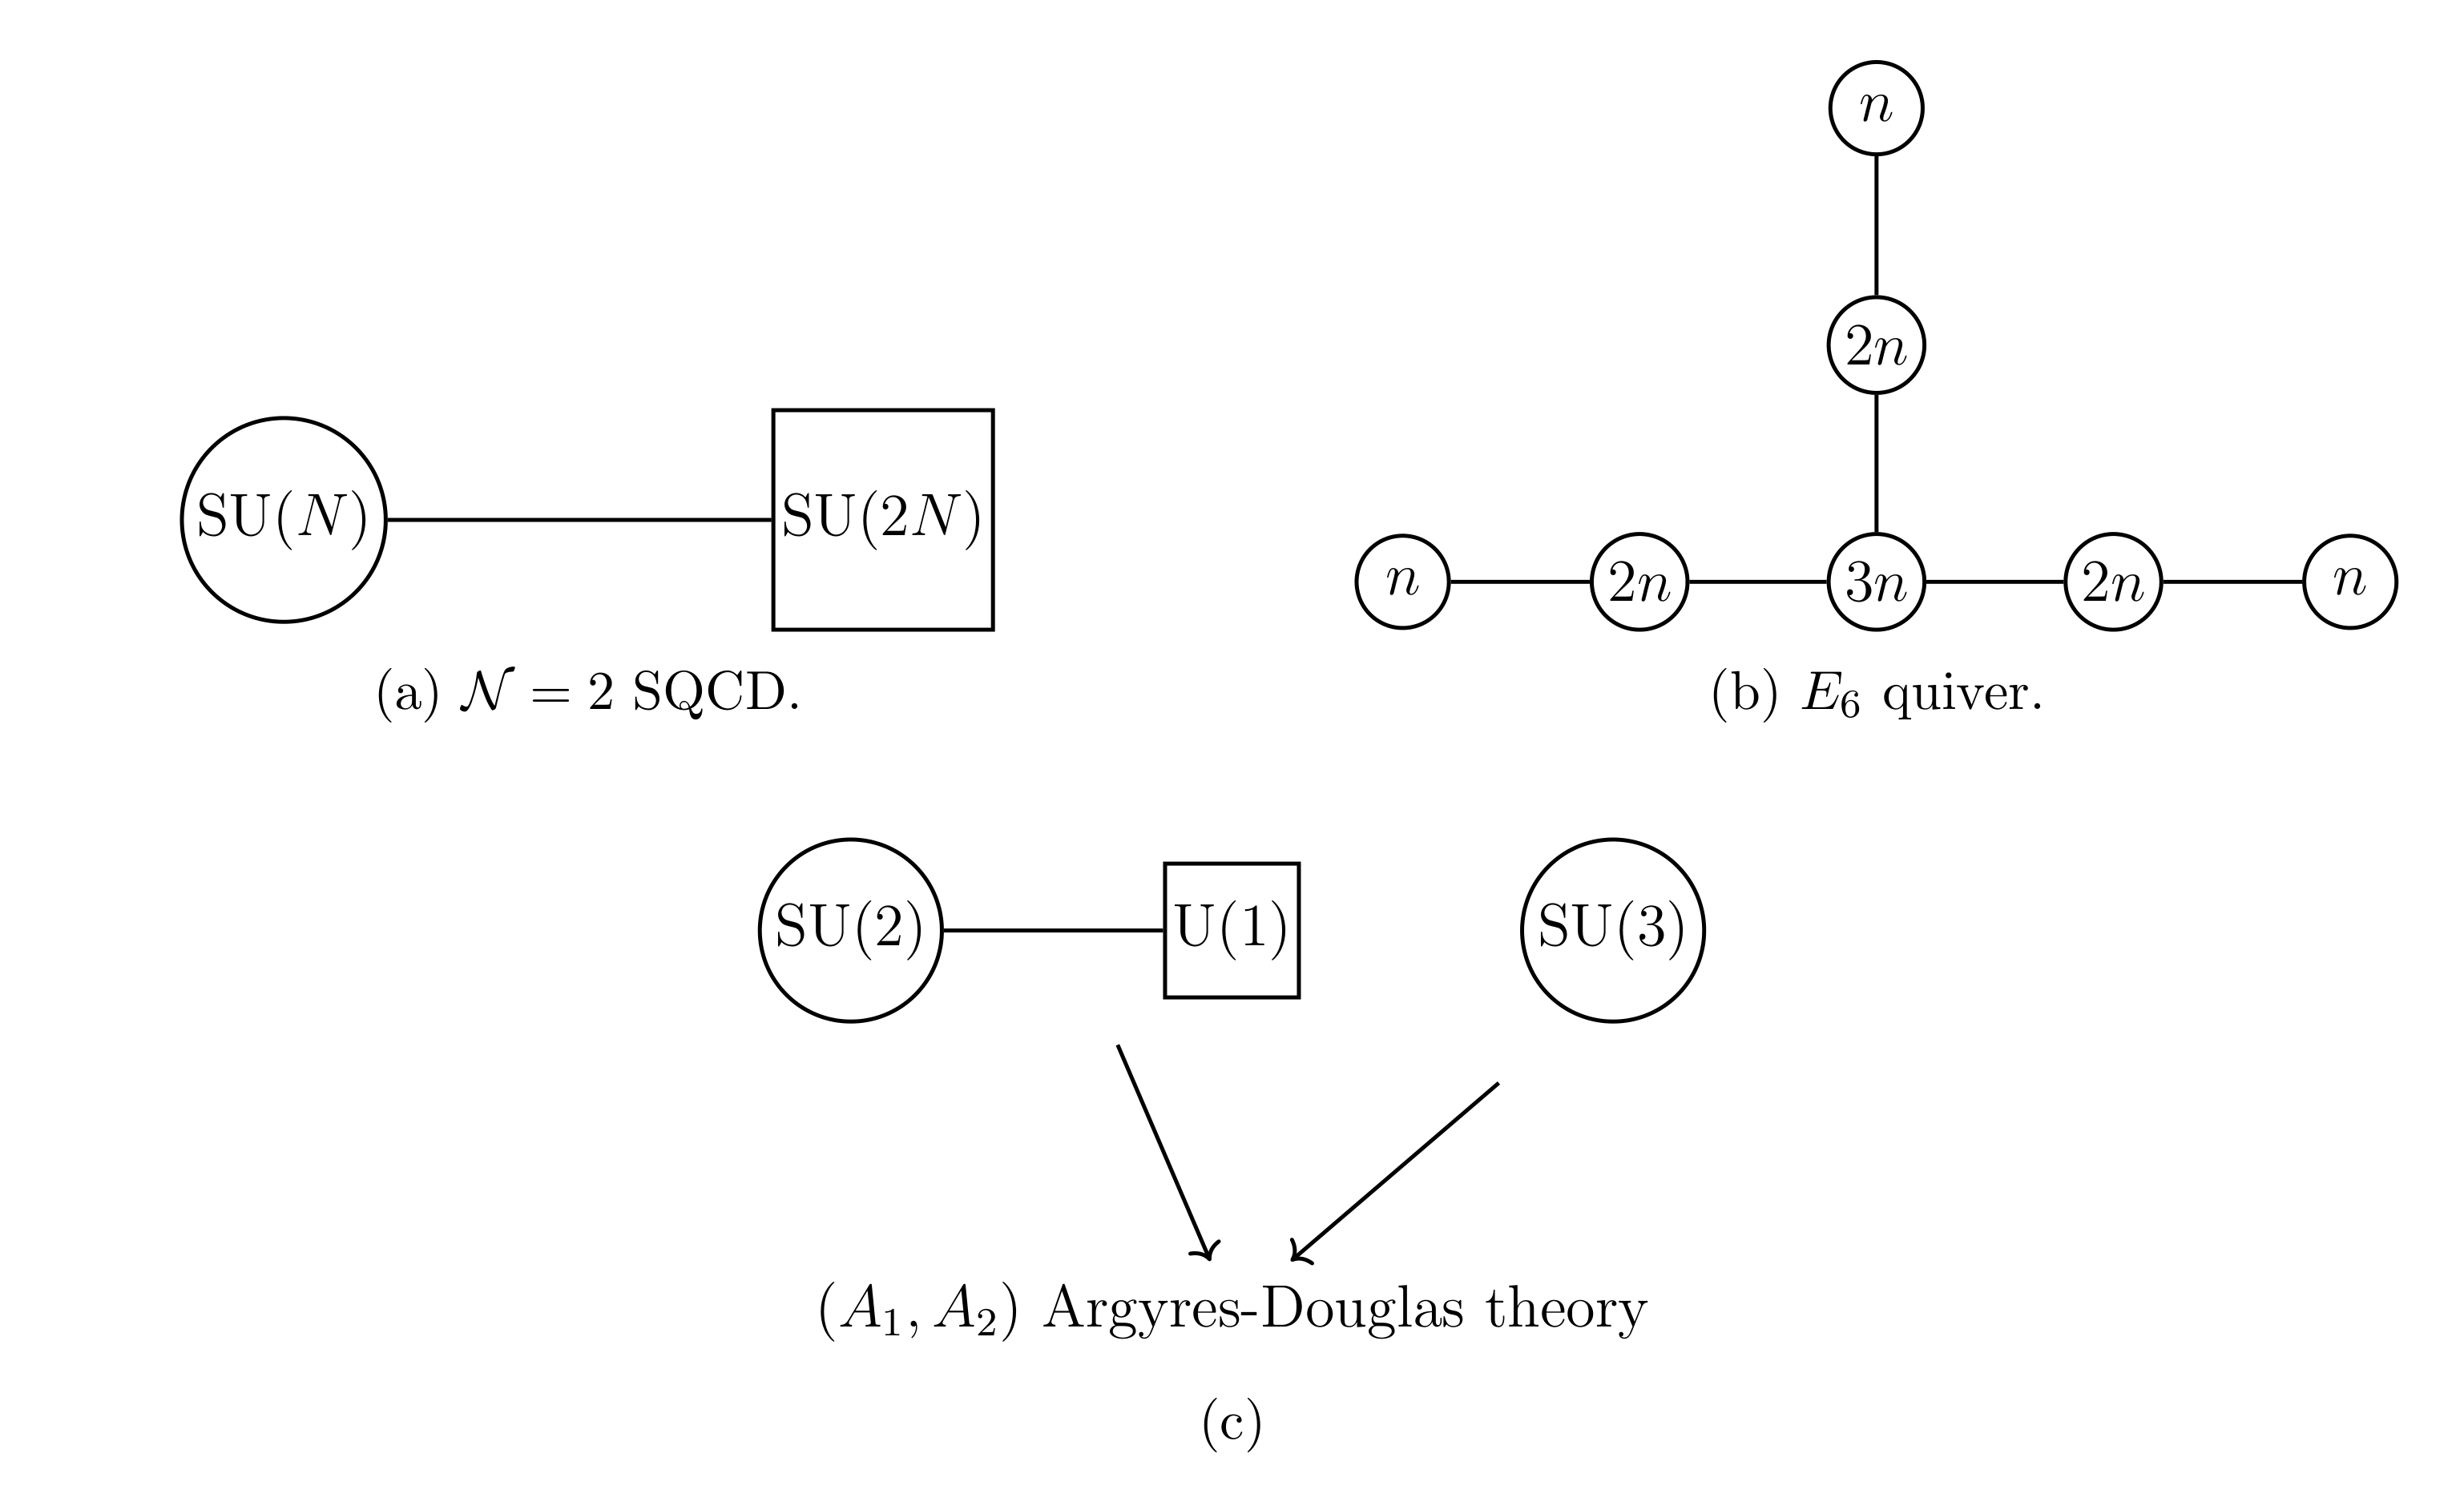 n
2n
SU(N)
SU(2N)
n
2n
3n
2n
n
(a) 𝒩 = 2 SQCD.
(b) E₆ quiver.
SU(2)
U(1)
SU(3)
(A₁, A₂) Argyres-Douglas theory
(c)